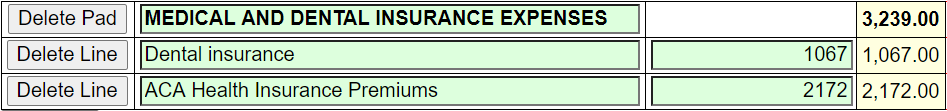 Delete Pad MEDICAL AND DENTAL INSURANCE EXPENSES 3,239.00
Delete Line Dental insurance 1067 1,067.00
Delete Line ACA Health Insurance Premiums 2172 2,172.00